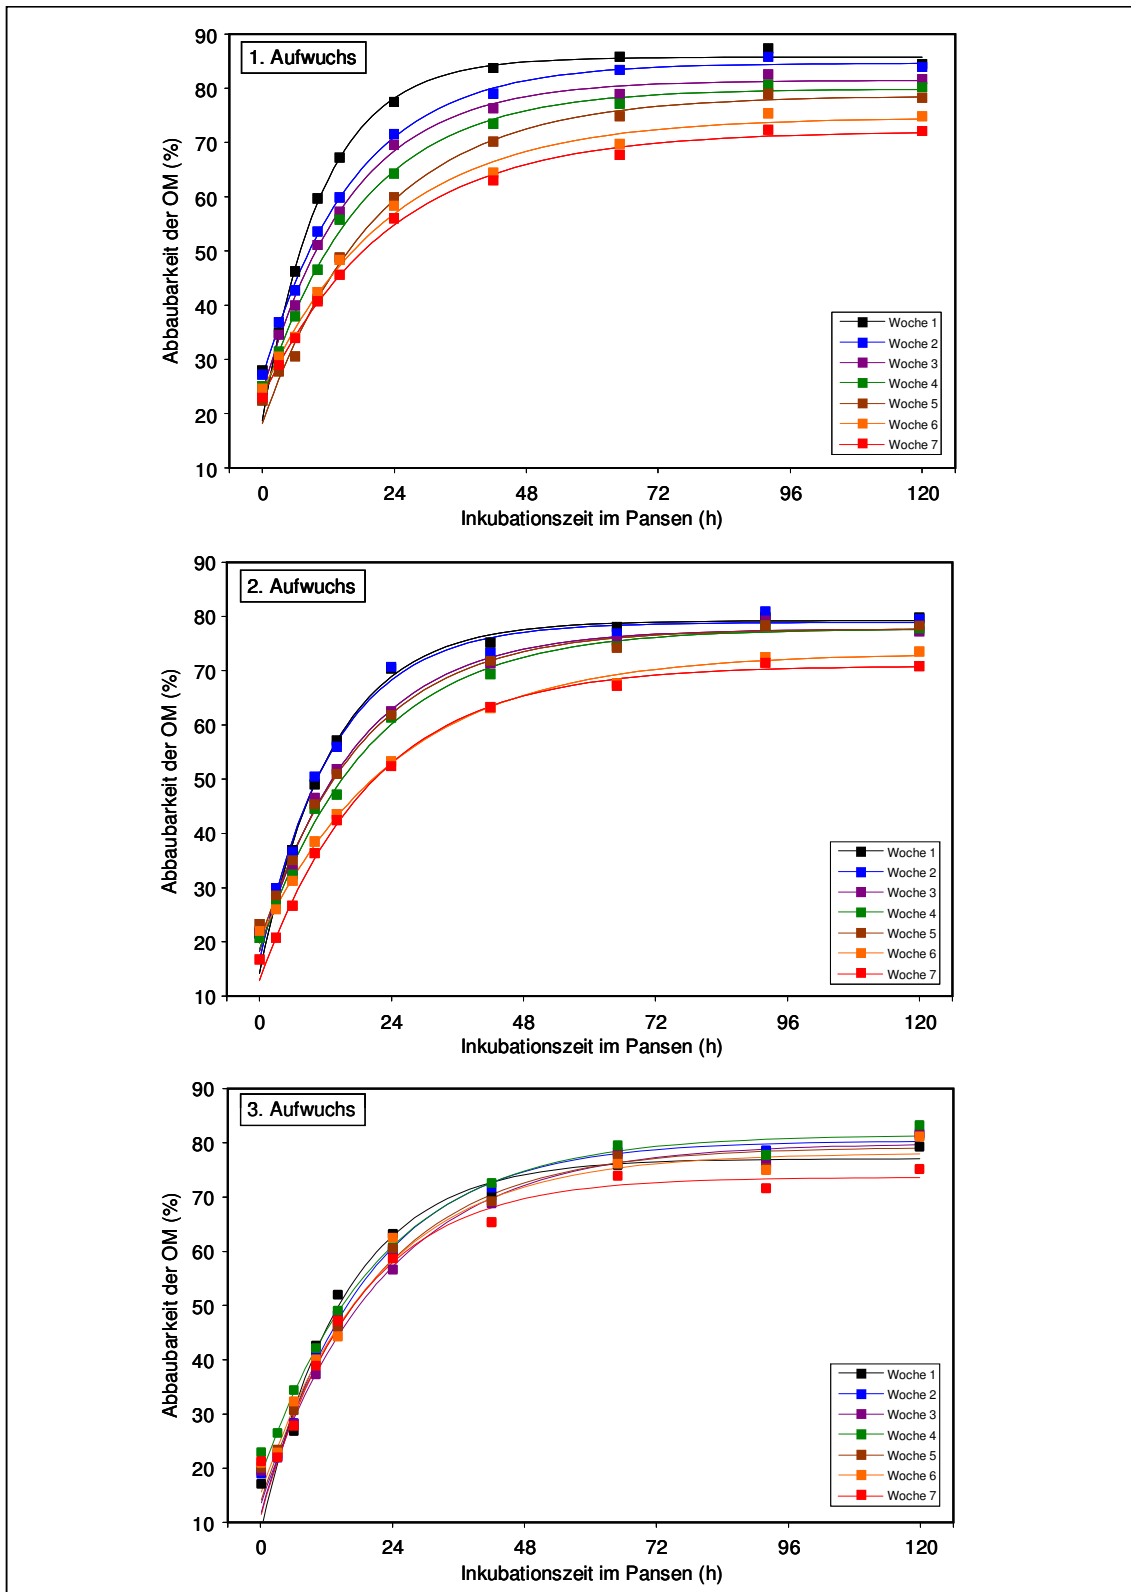 1. Aufwuchs
Abbaubarkeit der OM (%)
90
80
70
60
50
40
30
20
10
Woche 1
Woche 2
Woche 3
Woche 4
Woche 5
Woche 6
Woche 7
0 24 48 72 96 120
Inkubationszeit im Pansen (h)
2. Aufwuchs
Abbaubarkeit der OM (%)
90
80
70
60
50
40
30
20
10
Woche 1
Woche 2
Woche 3
Woche 4
Woche 5
Woche 6
Woche 7
0 24 48 72 96 120
Inkubationszeit im Pansen (h)
3. Aufwuchs
Abbaubarkeit der OM (%)
90
80
70
60
50
40
30
20
10
Woche 1
Woche 2
Woche 3
Woche 4
Woche 5
Woche 6
Woche 7
0 24 48 72 96 120
Inkubationszeit im Pansen (h)